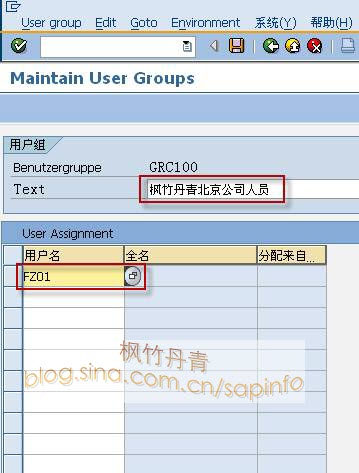 User group Edit Goto Environment 系统(Y) 帮助(H)
Maintain User Groups
用户组
Benutzergruppe GRC100
Text 枫竹丹青北京公司人员
User Assignment
用户名 全名 分配来自...
FZ01
枫竹丹青
blog.sina.com.cn/sapinfo